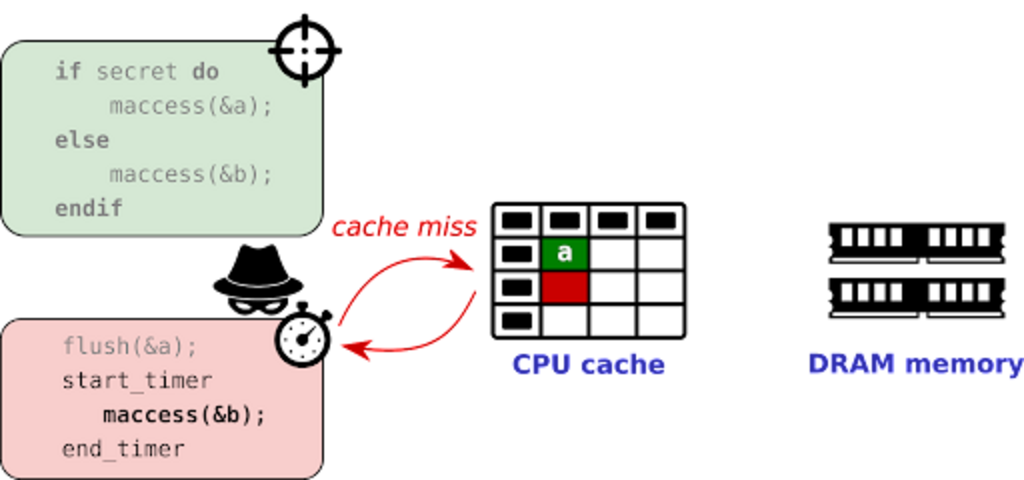 if secret do
maccess(&a);
else
maccess(&b);
endif
cache miss
a
CPU cache
DRAM memory
flush(&a);
start_timer
maccess(&b);
end_timer